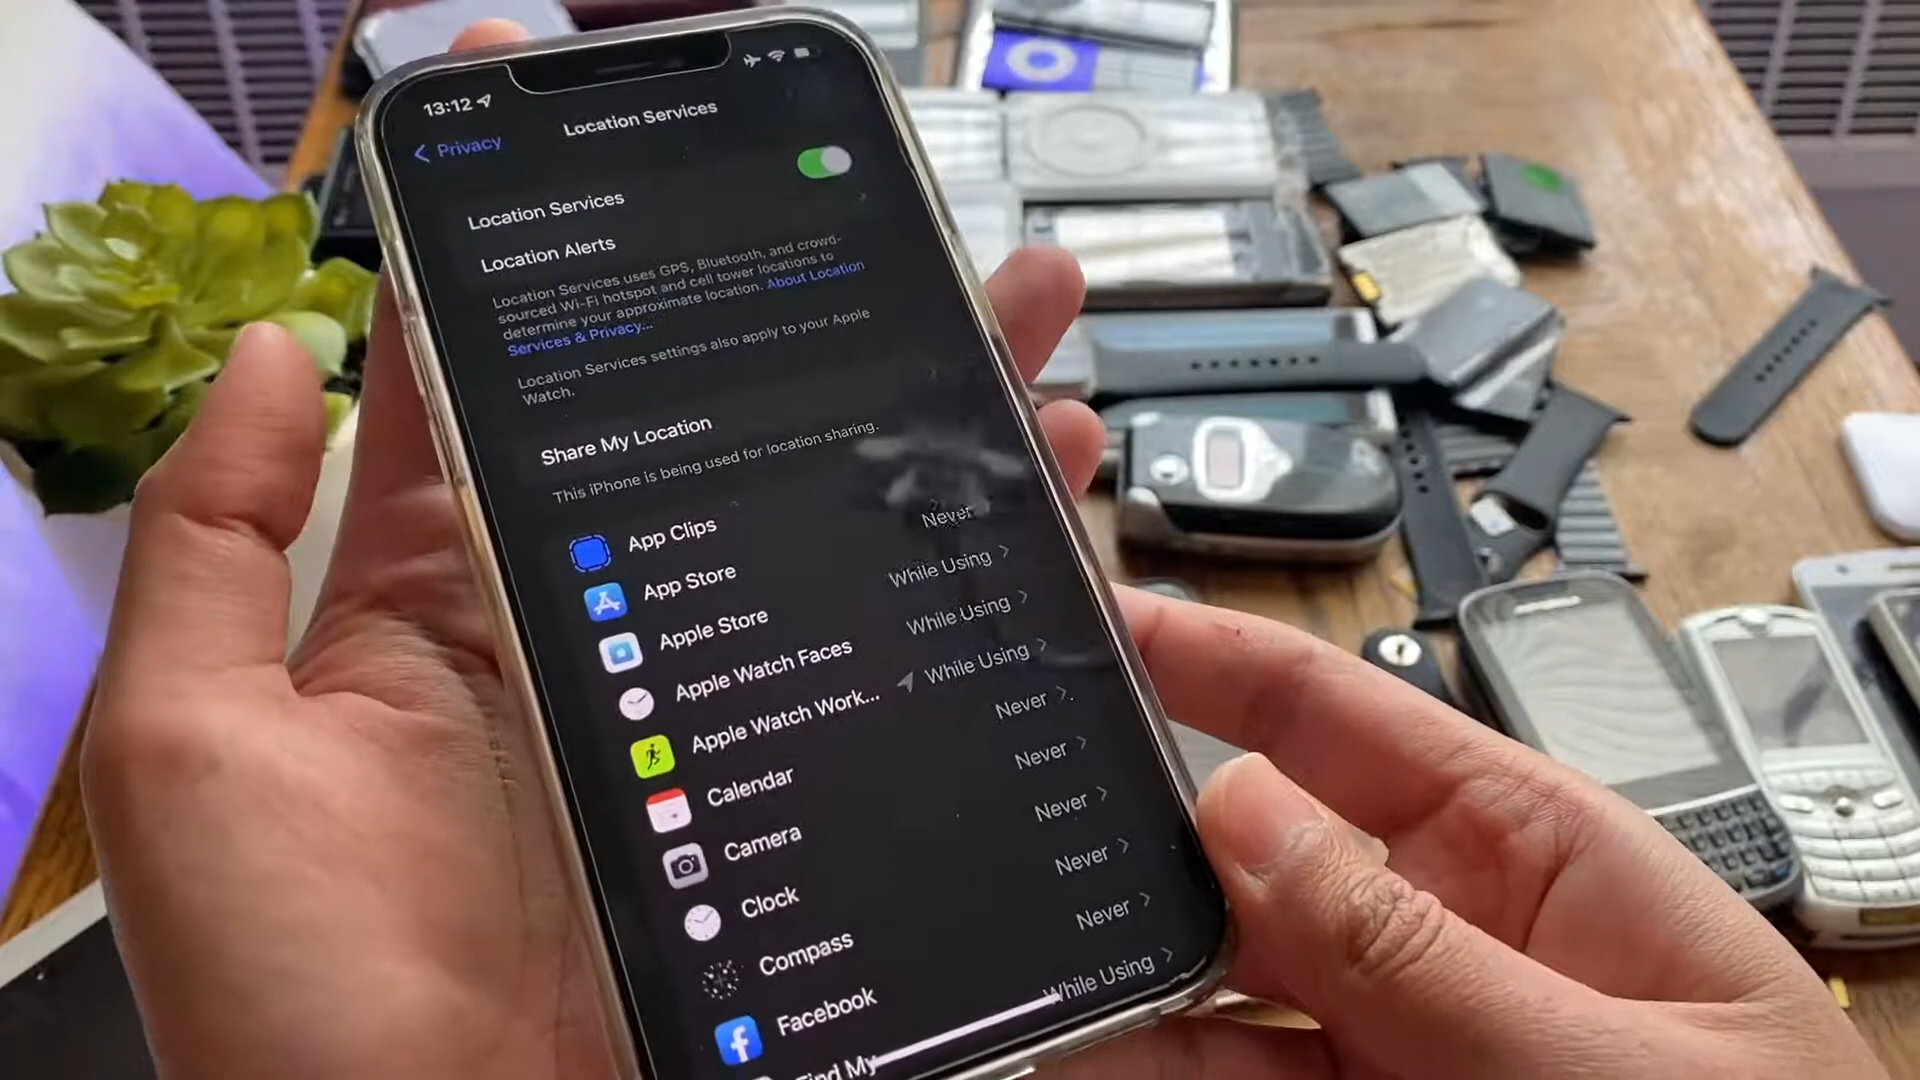 13:12
Privacy
Location Services
Location Services
Location Alerts
Location Services uses GPS, Bluetooth, and crowd-
sourced Wi-Fi hotspot and cell tower locations to
determine your approximate location. About Location
Services & Privacy...
Location Services settings also apply to your Apple
Watch.
Share My Location
This iPhone is being used for location sharing.
App Clips
Never
App Store
While Using
Apple Store
While Using
Apple Watch Faces
While Using
Apple Watch Work...
Never
Calendar
Never
Camera
Never
Clock
Never
Compass
Never
Facebook
While Using
Find My